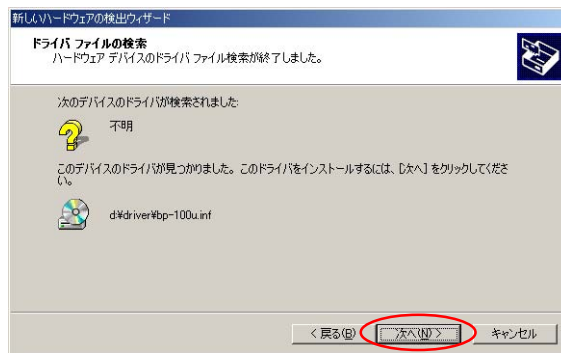 新しいハードウェアの検出ウィザード
ドライバ ファイルの検索
ハードウェア デバイスのドライバ ファイル検索が終了しました。
次のデバイスのドライバが検索されました:
不明
このデバイスのドライバが見つかりました。このドライバをインストールするには、[次へ] をクリックしてくださ
い。
d:¥driver¥bp-100u.inf
< 戻る(B)
次へ(N) >
キャンセル